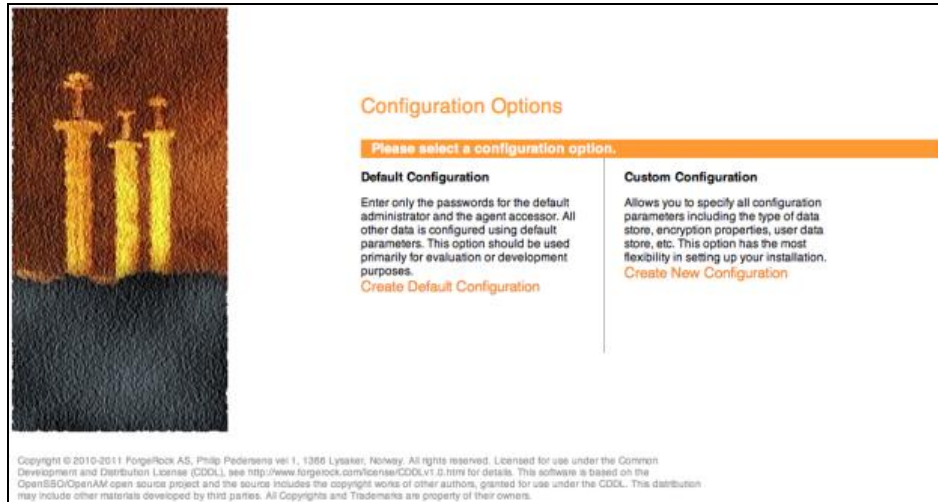 Configuration Options
Please select a configuration option.
Default Configuration
Enter only the passwords for the default
administrator and the agent accessor. All
other data is configured using default
parameters. This option should be used
primarily for evaluation or development
purposes.
Create Default Configuration
Custom Configuration
Allows you to specify all configuration
parameters including the type of data
store, encryption properties, user data
store, etc. This option has the most
flexibility in setting up your installation.
Create New Configuration
Copyright © 2010-2011 ForgeRock AS, Philip Pedersens vei 1, 1366 Lysaker, Norway. All rights reserved. Licensed for use under the Common
Development and Distribution License (CDDL), see http://www.forgerock.com/license/CDDLv1.0.html for details. This software is based on the
OpenSSO/OpenAM open source project and the source includes the copyright works of other authors, granted for use under the CDDL. This distribution
may include other materials developed by third parties. All Copyrights and Trademarks are property of their owners.